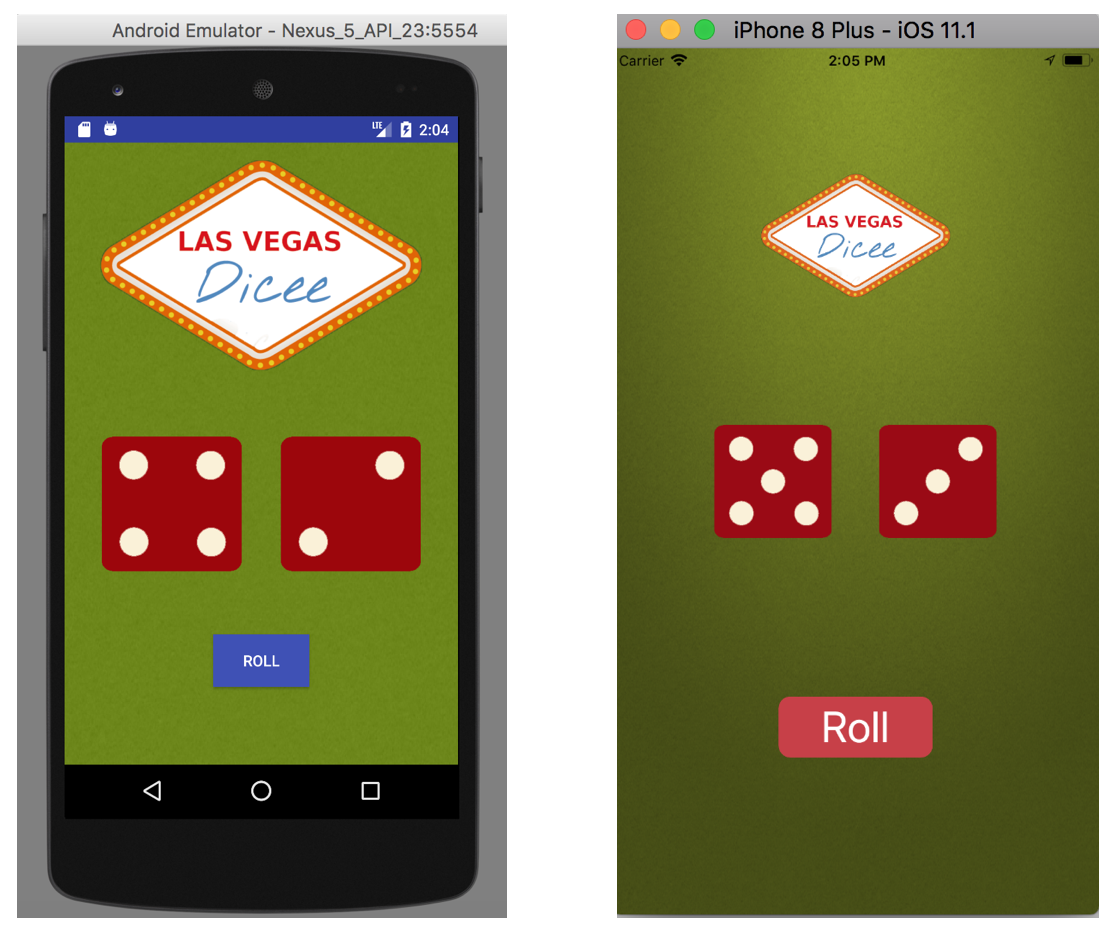 Android Emulator - Nexus_5_API_23:5554
LTE 2:04
LAS VEGAS
Dicee
ROLL
iPhone 8 Plus - iOS 11.1
Carrier 2:05 PM
LAS VEGAS
Dicee
Roll